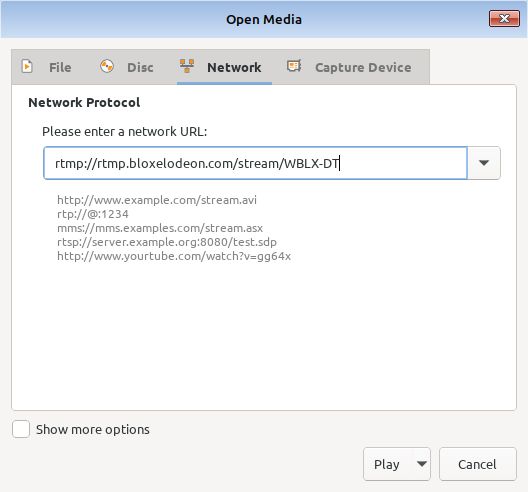 Open Media
File Disc Network Capture Device
Network Protocol
Please enter a network URL:
rtmp://rtmp.bloxelodeon.com/stream/WBLX-DT
http://www.example.com/stream.avi
rtp://@:1234
mms://mms.examples.com/stream.asx
rtsp://server.example.org:8080/test.sdp
http://www.yourtube.com/watch?v=gg64x
Show more options
Play Cancel